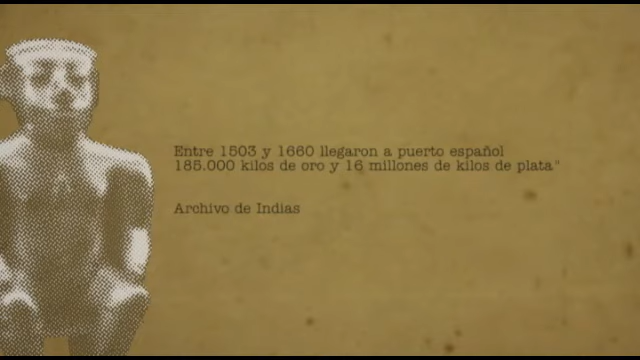 Entre 1503 y 1660 llegaron a puerto español
185.000 kilos de oro y 16 millones de kilos de plata"
Archivo de Indias